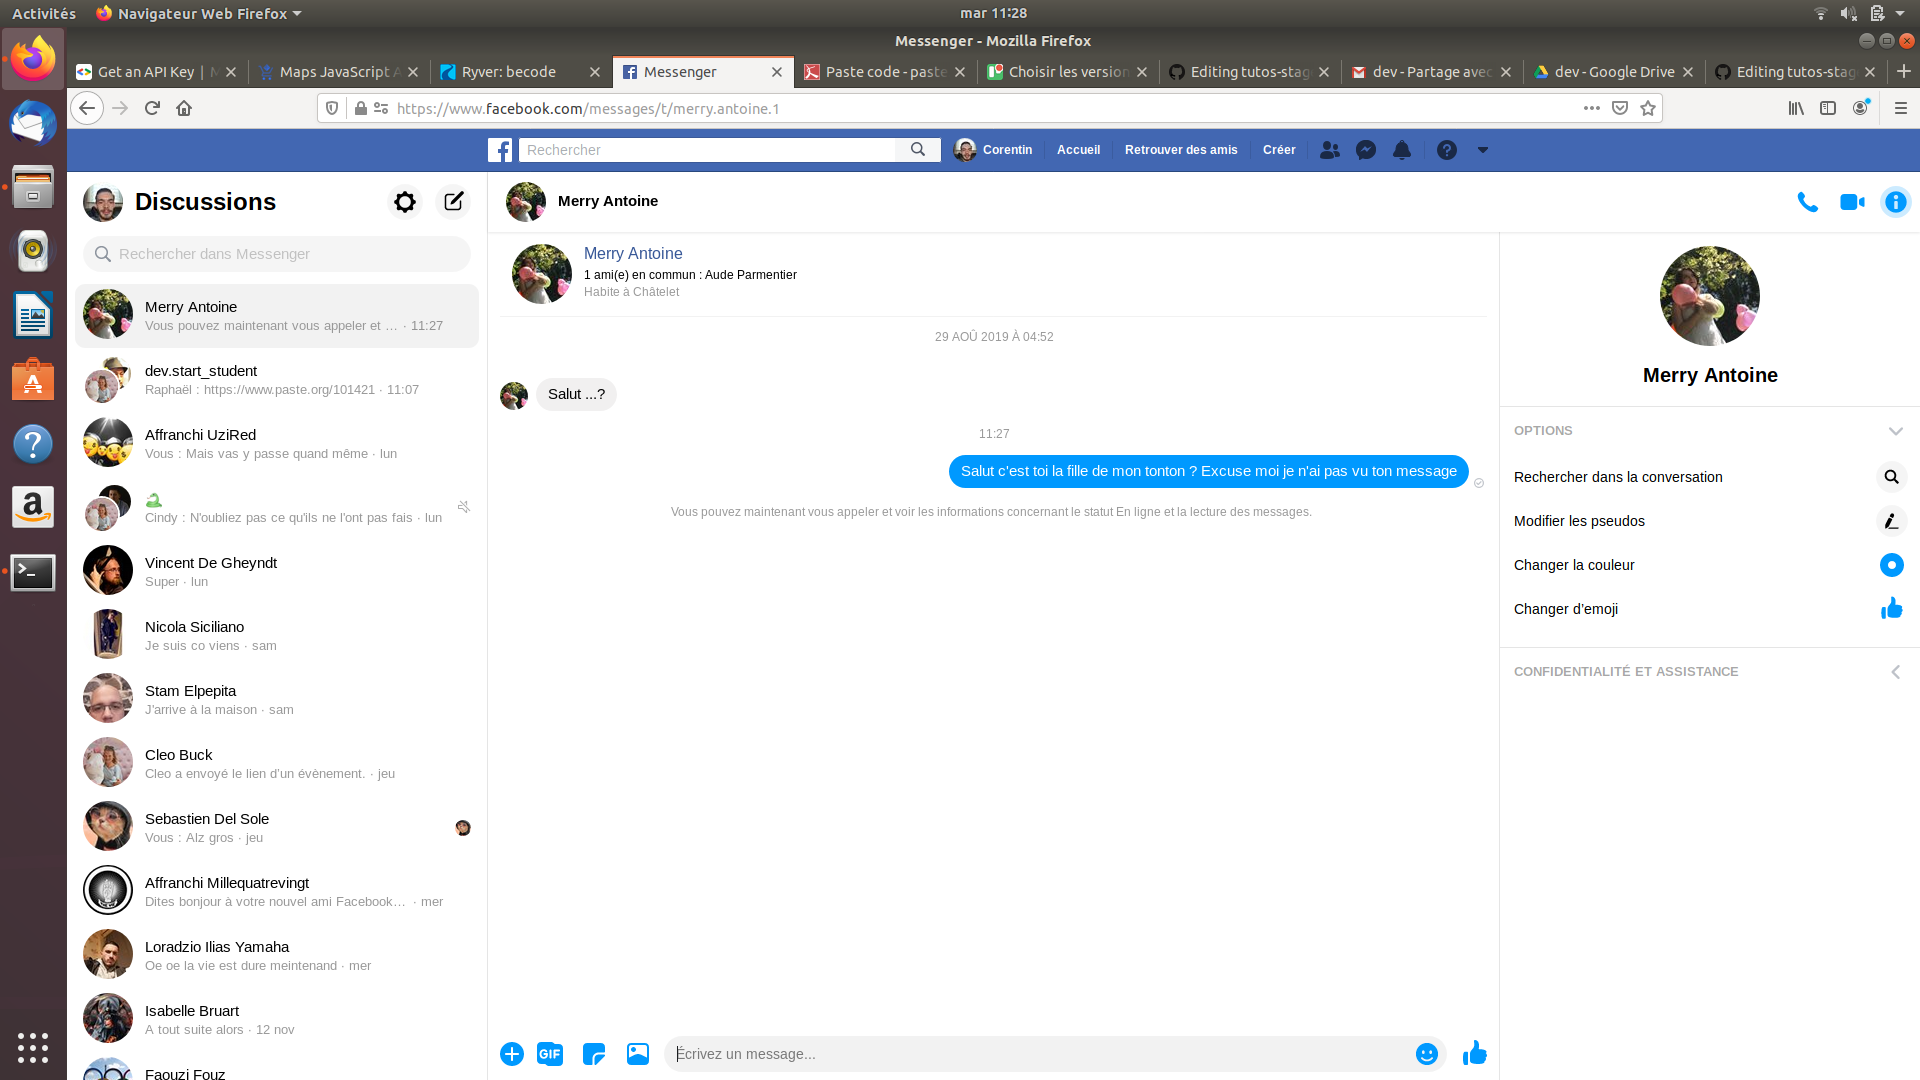 Activités
Navigateur Web Firefox
mar 11:28
Messenger - Mozilla Firefox
Get an API Key |
Maps JavaScript A
Ryver: becode
Messenger
Paste code - paste
Choisir les version
Editing tutos-stag
dev - Partage avec
dev - Google Drive
Editing tutos-stag
https://www.facebook.com/messages/t/merry.antoine.1
Rechercher
Corentin
Accueil
Retrouver des amis
Créer
Discussions
Rechercher dans Messenger
Merry Antoine
Vous pouvez maintenant vous appeler et … · 11:27
dev.start_student
Raphaël : https://www.paste.org/101421 · 11:07
Affranchi UziRed
Vous : Mais vas y passe quand même · lun
Cindy : N'oubliez pas ce qu'ils ne l'ont pas fais · lun
Vincent De Gheyndt
Super · lun
Nicola Siciliano
Je suis co viens · sam
Stam Elpepita
J'arrive à la maison · sam
Cleo Buck
Cleo a envoyé le lien d'un évènement. · jeu
Sebastien Del Sole
Vous : Alz gros · jeu
Affranchi Millequatrevingt
Dites bonjour à votre nouvel ami Facebook… · mer
Loradzio Ilias Yamaha
Oe oe la vie est dure meintenand · mer
Isabelle Bruart
A tout suite alors · 12 nov
Faouzi Fouz
Merry Antoine
Merry Antoine
1 ami(e) en commun : Aude Parmentier
Habite à Châtelet
29 AOÛ 2019 À 04:52
Salut ...?
11:27
Salut c'est toi la fille de mon tonton ? Excuse moi je n'ai pas vu ton message
Vous pouvez maintenant vous appeler et voir les informations concernant le statut En ligne et la lecture des messages.
GIF
Écrivez un message...
Merry Antoine
OPTIONS
Rechercher dans la conversation
Modifier les pseudos
Changer la couleur
Changer d'emoji
CONFIDENTIALITÉ ET ASSISTANCE